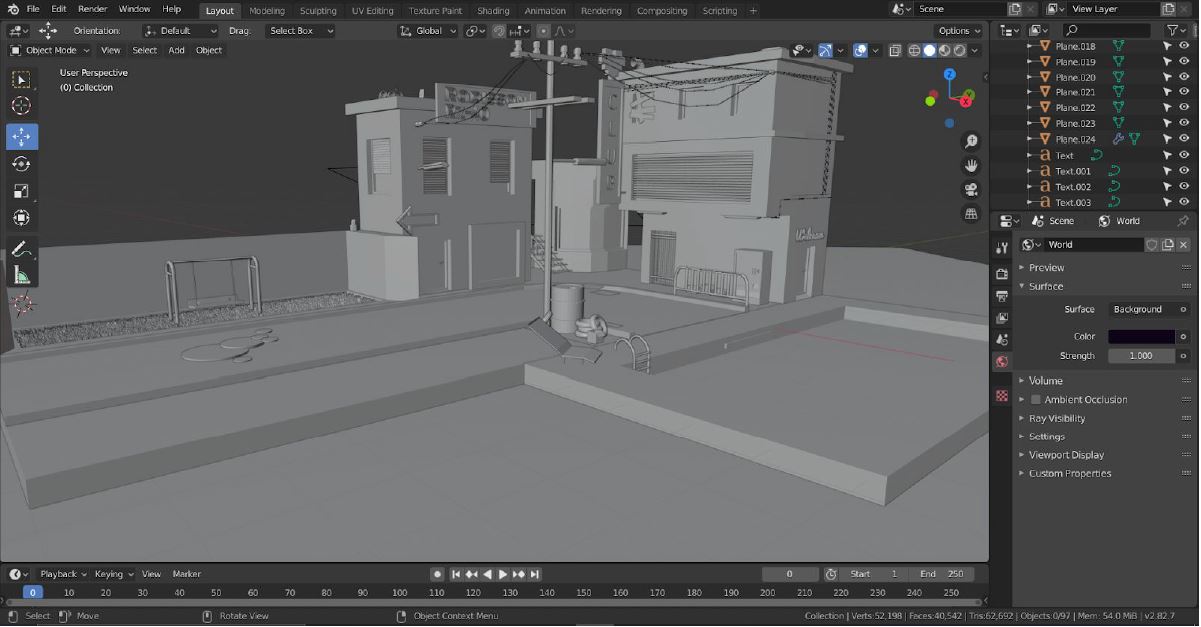 File Edit Render Window Help Layout Modeling Sculpting UV Editing Texture Paint Shading Animation Rendering Compositing Scripting + Scene View Layer
Orientation: Default Drag: Select Box Global Options
Object Mode View Select Add Object
User Perspective
(0) Collection
Z
X
Plane.018
Plane.019
Plane.020
Plane.021
Plane.022
Plane.023
Plane.024
Text
Text.001
Text.002
Text.003
Scene World
World
Preview
Surface
Surface Background
Color
Strength 1.000
Volume
Ambient Occlusion
Ray Visibility
Settings
Viewport Display
Custom Properties
Playback Keying View Marker 0 Start 1 End 250
0 10 20 30 40 50 60 70 80 90 100 110 120 130 140 150 160 170 180 190 200 210 220 230 240 250
Select Move Rotate View Object Context Menu Collection | Verts:52,198 | Faces:40,542 | Tris:62,692 | Objects:0/97 | Mem: 54.0 MiB | v2.82.7